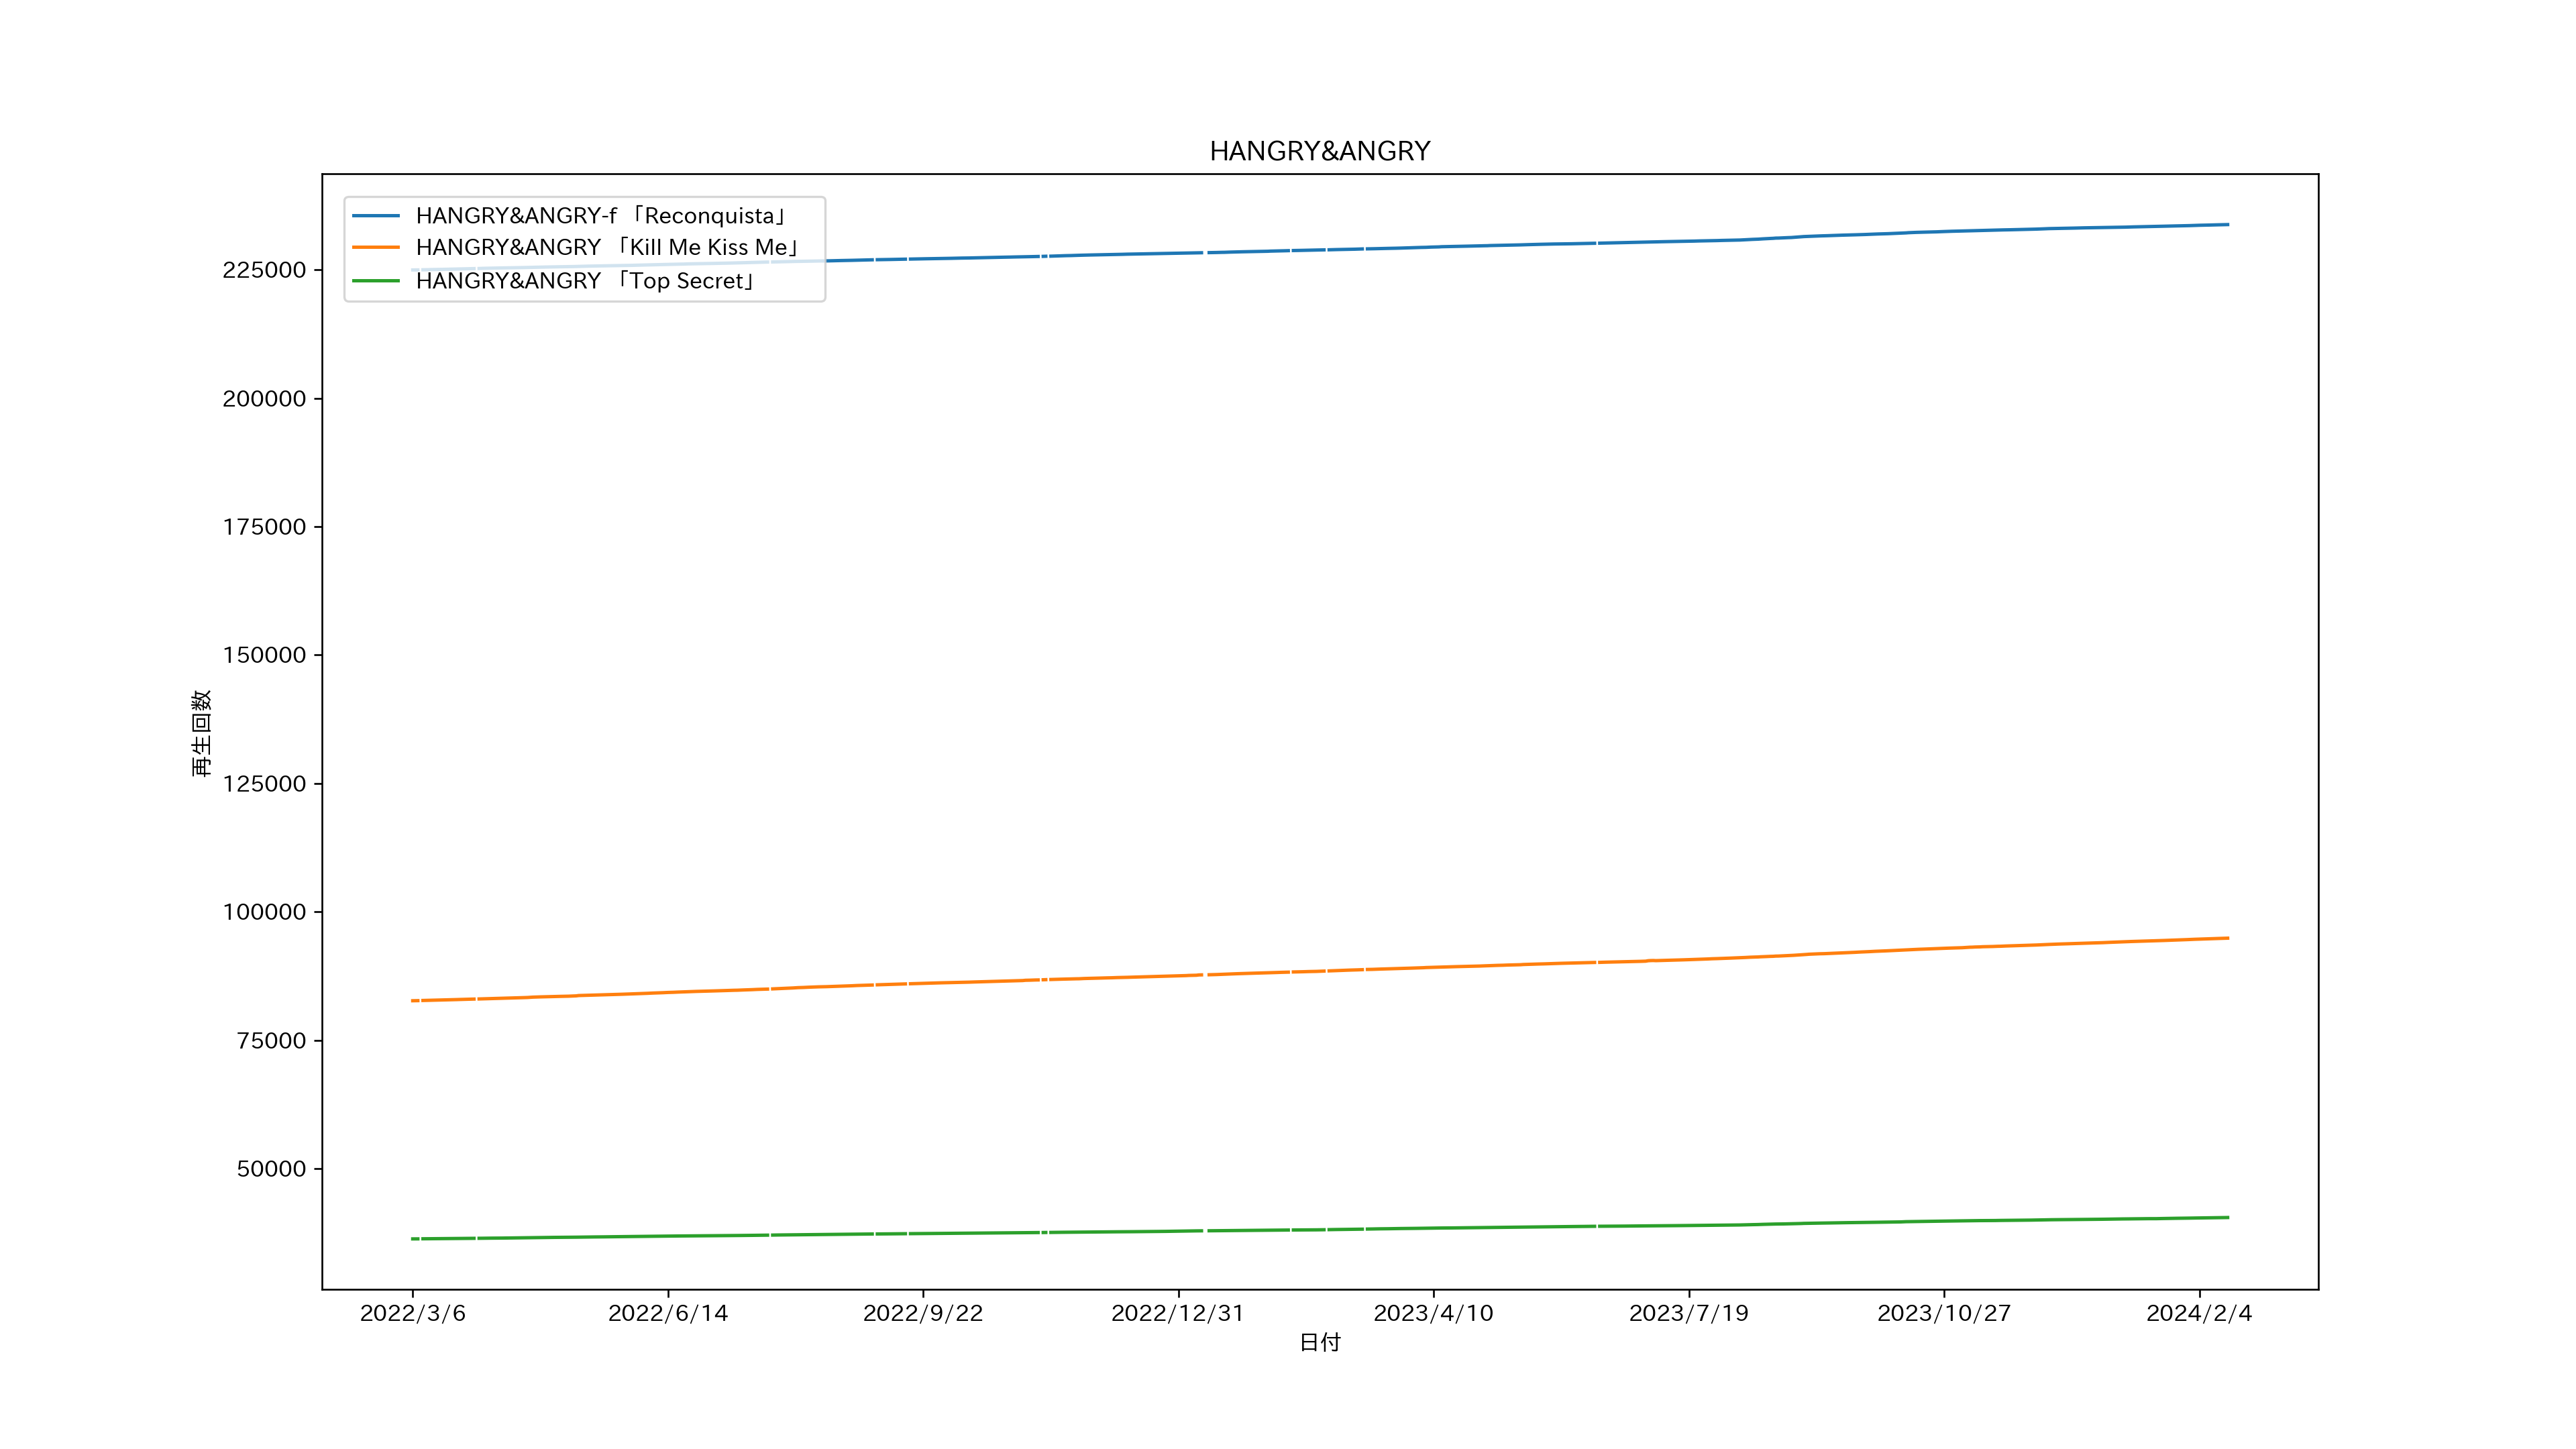 HANGRY&ANGRY
HANGRY&ANGRY-f 「Reconquista」
HANGRY&ANGRY 「Kill Me Kiss Me」
HANGRY&ANGRY 「Top Secret」
225000
200000
175000
150000
125000
100000
75000
50000
再生回数
2022/3/6
2022/6/14
2022/9/22
2022/12/31
2023/4/10
2023/7/19
2023/10/27
2024/2/4
日付